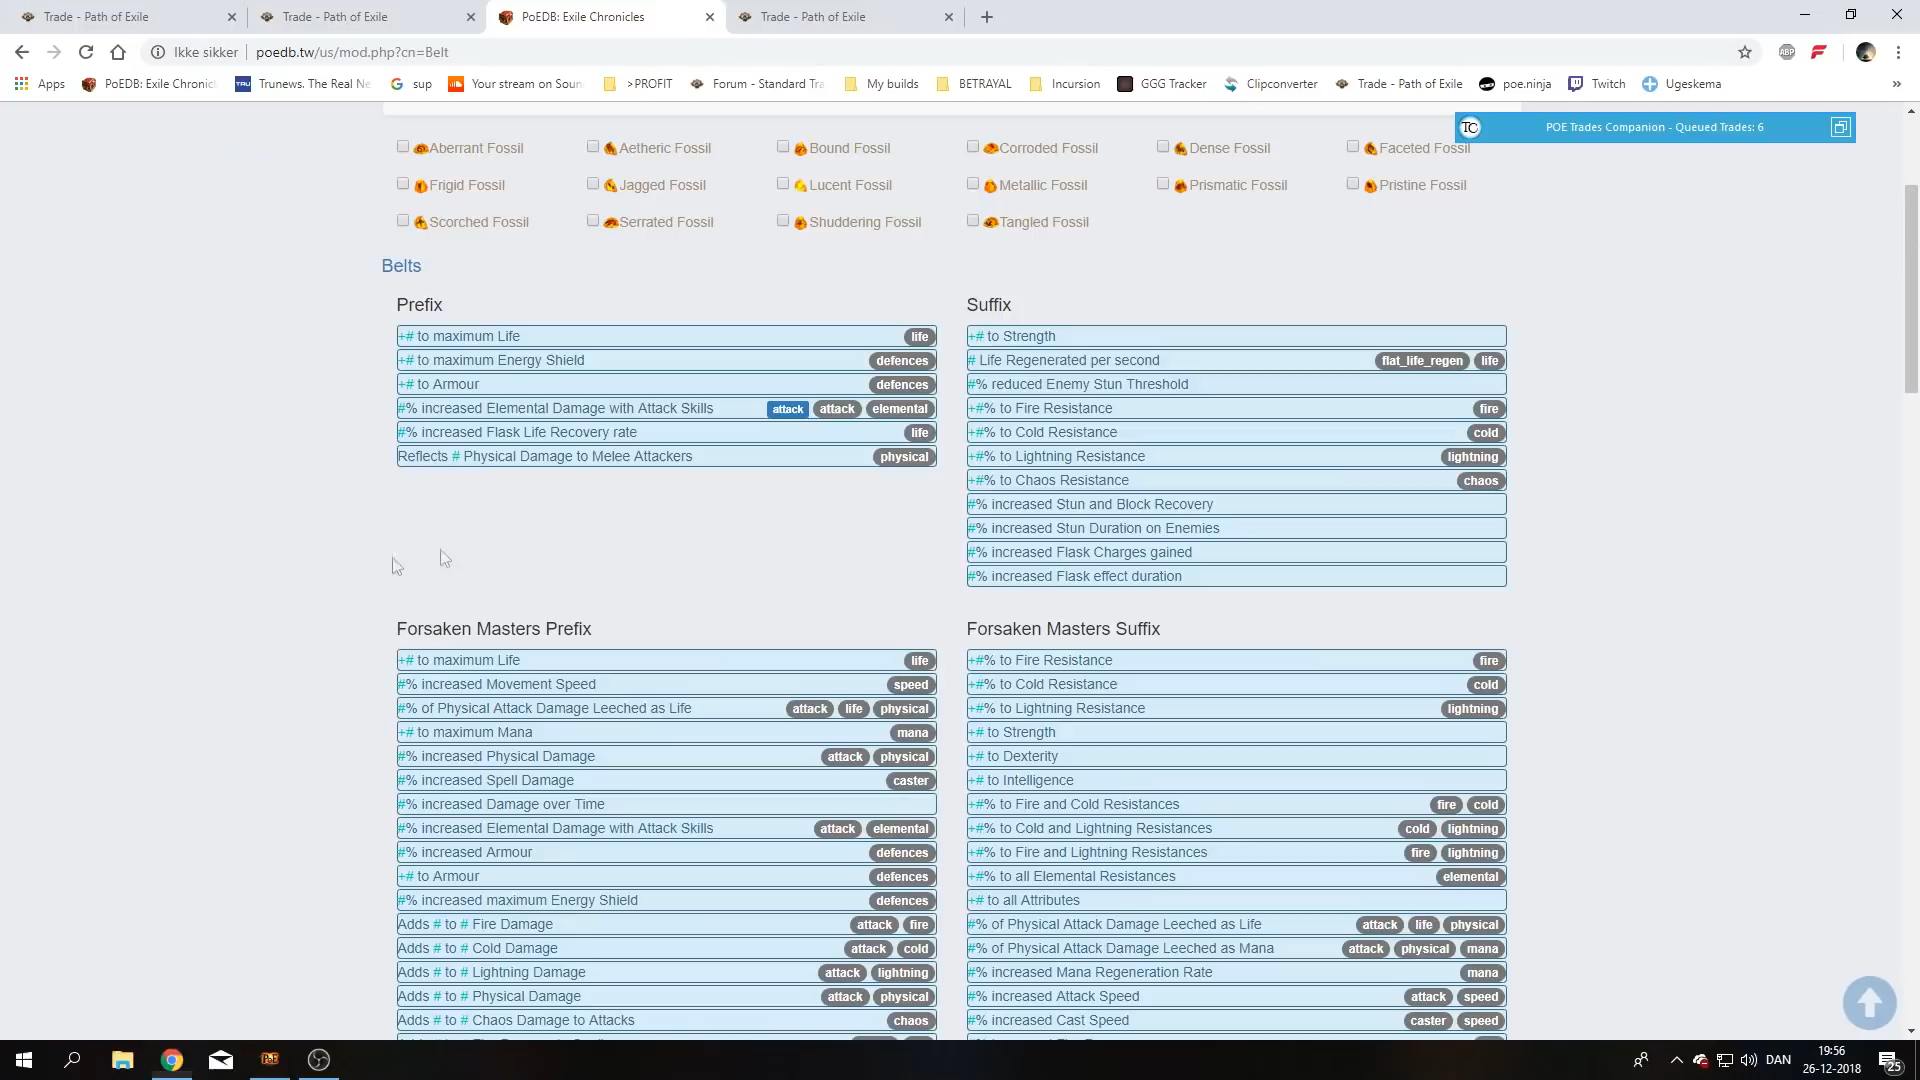 Trade - Path of Exile
Trade - Path of Exile
PoEDB: Exile Chronicles
Trade - Path of Exile
Ikke sikker
poedb.tw/us/mod.php?cn=Belt
ABP
Apps
PoEDB: Exile Chronicl
TRU
Trunews. The Real Ne
sup
Your stream on Soun
>PROFIT
Forum - Standard Tra
My builds
BETRAYAL
Incursion
GGG Tracker
Clipconverter
Trade - Path of Exile
poe.ninja
Twitch
Ugeskema
»
TC
POE Trades Companion - Queued Trades: 6
Aberrant Fossil
Aetheric Fossil
Bound Fossil
Corroded Fossil
Dense Fossil
Faceted Fossil
Frigid Fossil
Jagged Fossil
Lucent Fossil
Metallic Fossil
Prismatic Fossil
Pristine Fossil
Scorched Fossil
Serrated Fossil
Shuddering Fossil
Tangled Fossil
Belts
Prefix
+# to maximum Life life
+# to maximum Energy Shield defences
+# to Armour defences
#% increased Elemental Damage with Attack Skills attack attack elemental
#% increased Flask Life Recovery rate life
Reflects # Physical Damage to Melee Attackers physical
Suffix
+# to Strength
# Life Regenerated per second flat_life_regen life
#% reduced Enemy Stun Threshold
+#% to Fire Resistance fire
+#% to Cold Resistance cold
+#% to Lightning Resistance lightning
+#% to Chaos Resistance chaos
#% increased Stun and Block Recovery
#% increased Stun Duration on Enemies
#% increased Flask Charges gained
#% increased Flask effect duration
Forsaken Masters Prefix
+# to maximum Life life
#% increased Movement Speed speed
#% of Physical Attack Damage Leeched as Life attack life physical
+# to maximum Mana mana
#% increased Physical Damage attack physical
#% increased Spell Damage caster
#% increased Damage over Time
#% increased Elemental Damage with Attack Skills attack elemental
#% increased Armour defences
+# to Armour defences
#% increased maximum Energy Shield defences
Adds # to # Fire Damage attack fire
Adds # to # Cold Damage attack cold
Adds # to # Lightning Damage attack lightning
Adds # to # Physical Damage attack physical
Adds # to # Chaos Damage to Attacks chaos
Forsaken Masters Suffix
+#% to Fire Resistance fire
+#% to Cold Resistance cold
+#% to Lightning Resistance lightning
+# to Strength
+# to Dexterity
+# to Intelligence
+#% to Fire and Cold Resistances fire cold
+#% to Cold and Lightning Resistances cold lightning
+#% to Fire and Lightning Resistances fire lightning
+#% to all Elemental Resistances elemental
+# to all Attributes
#% of Physical Attack Damage Leeched as Life attack life physical
#% of Physical Attack Damage Leeched as Mana attack physical mana
#% increased Mana Regeneration Rate mana
#% increased Attack Speed attack speed
#% increased Cast Speed caster speed
PoE
DAN
19:56
26-12-2018
25